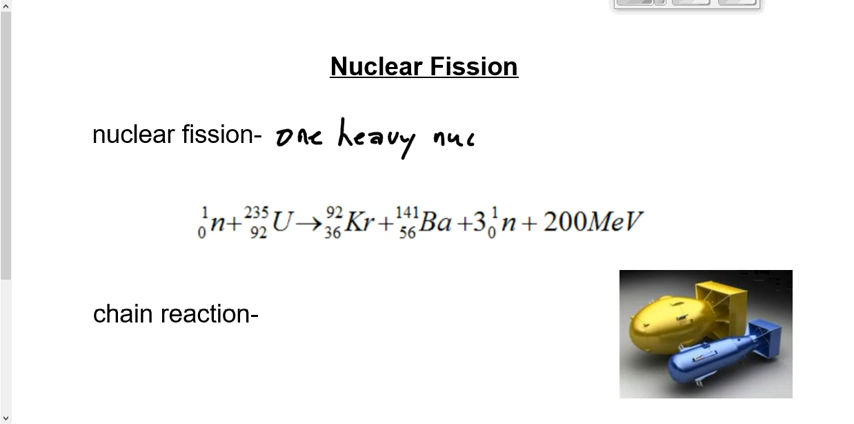 Nuclear Fission
nuclear fission- one heavy nuc
¹₀n+²³⁵₉₂U→⁹²₃₆Kr+¹⁴¹₅₆Ba+3¹₀n+200MeV
chain reaction-